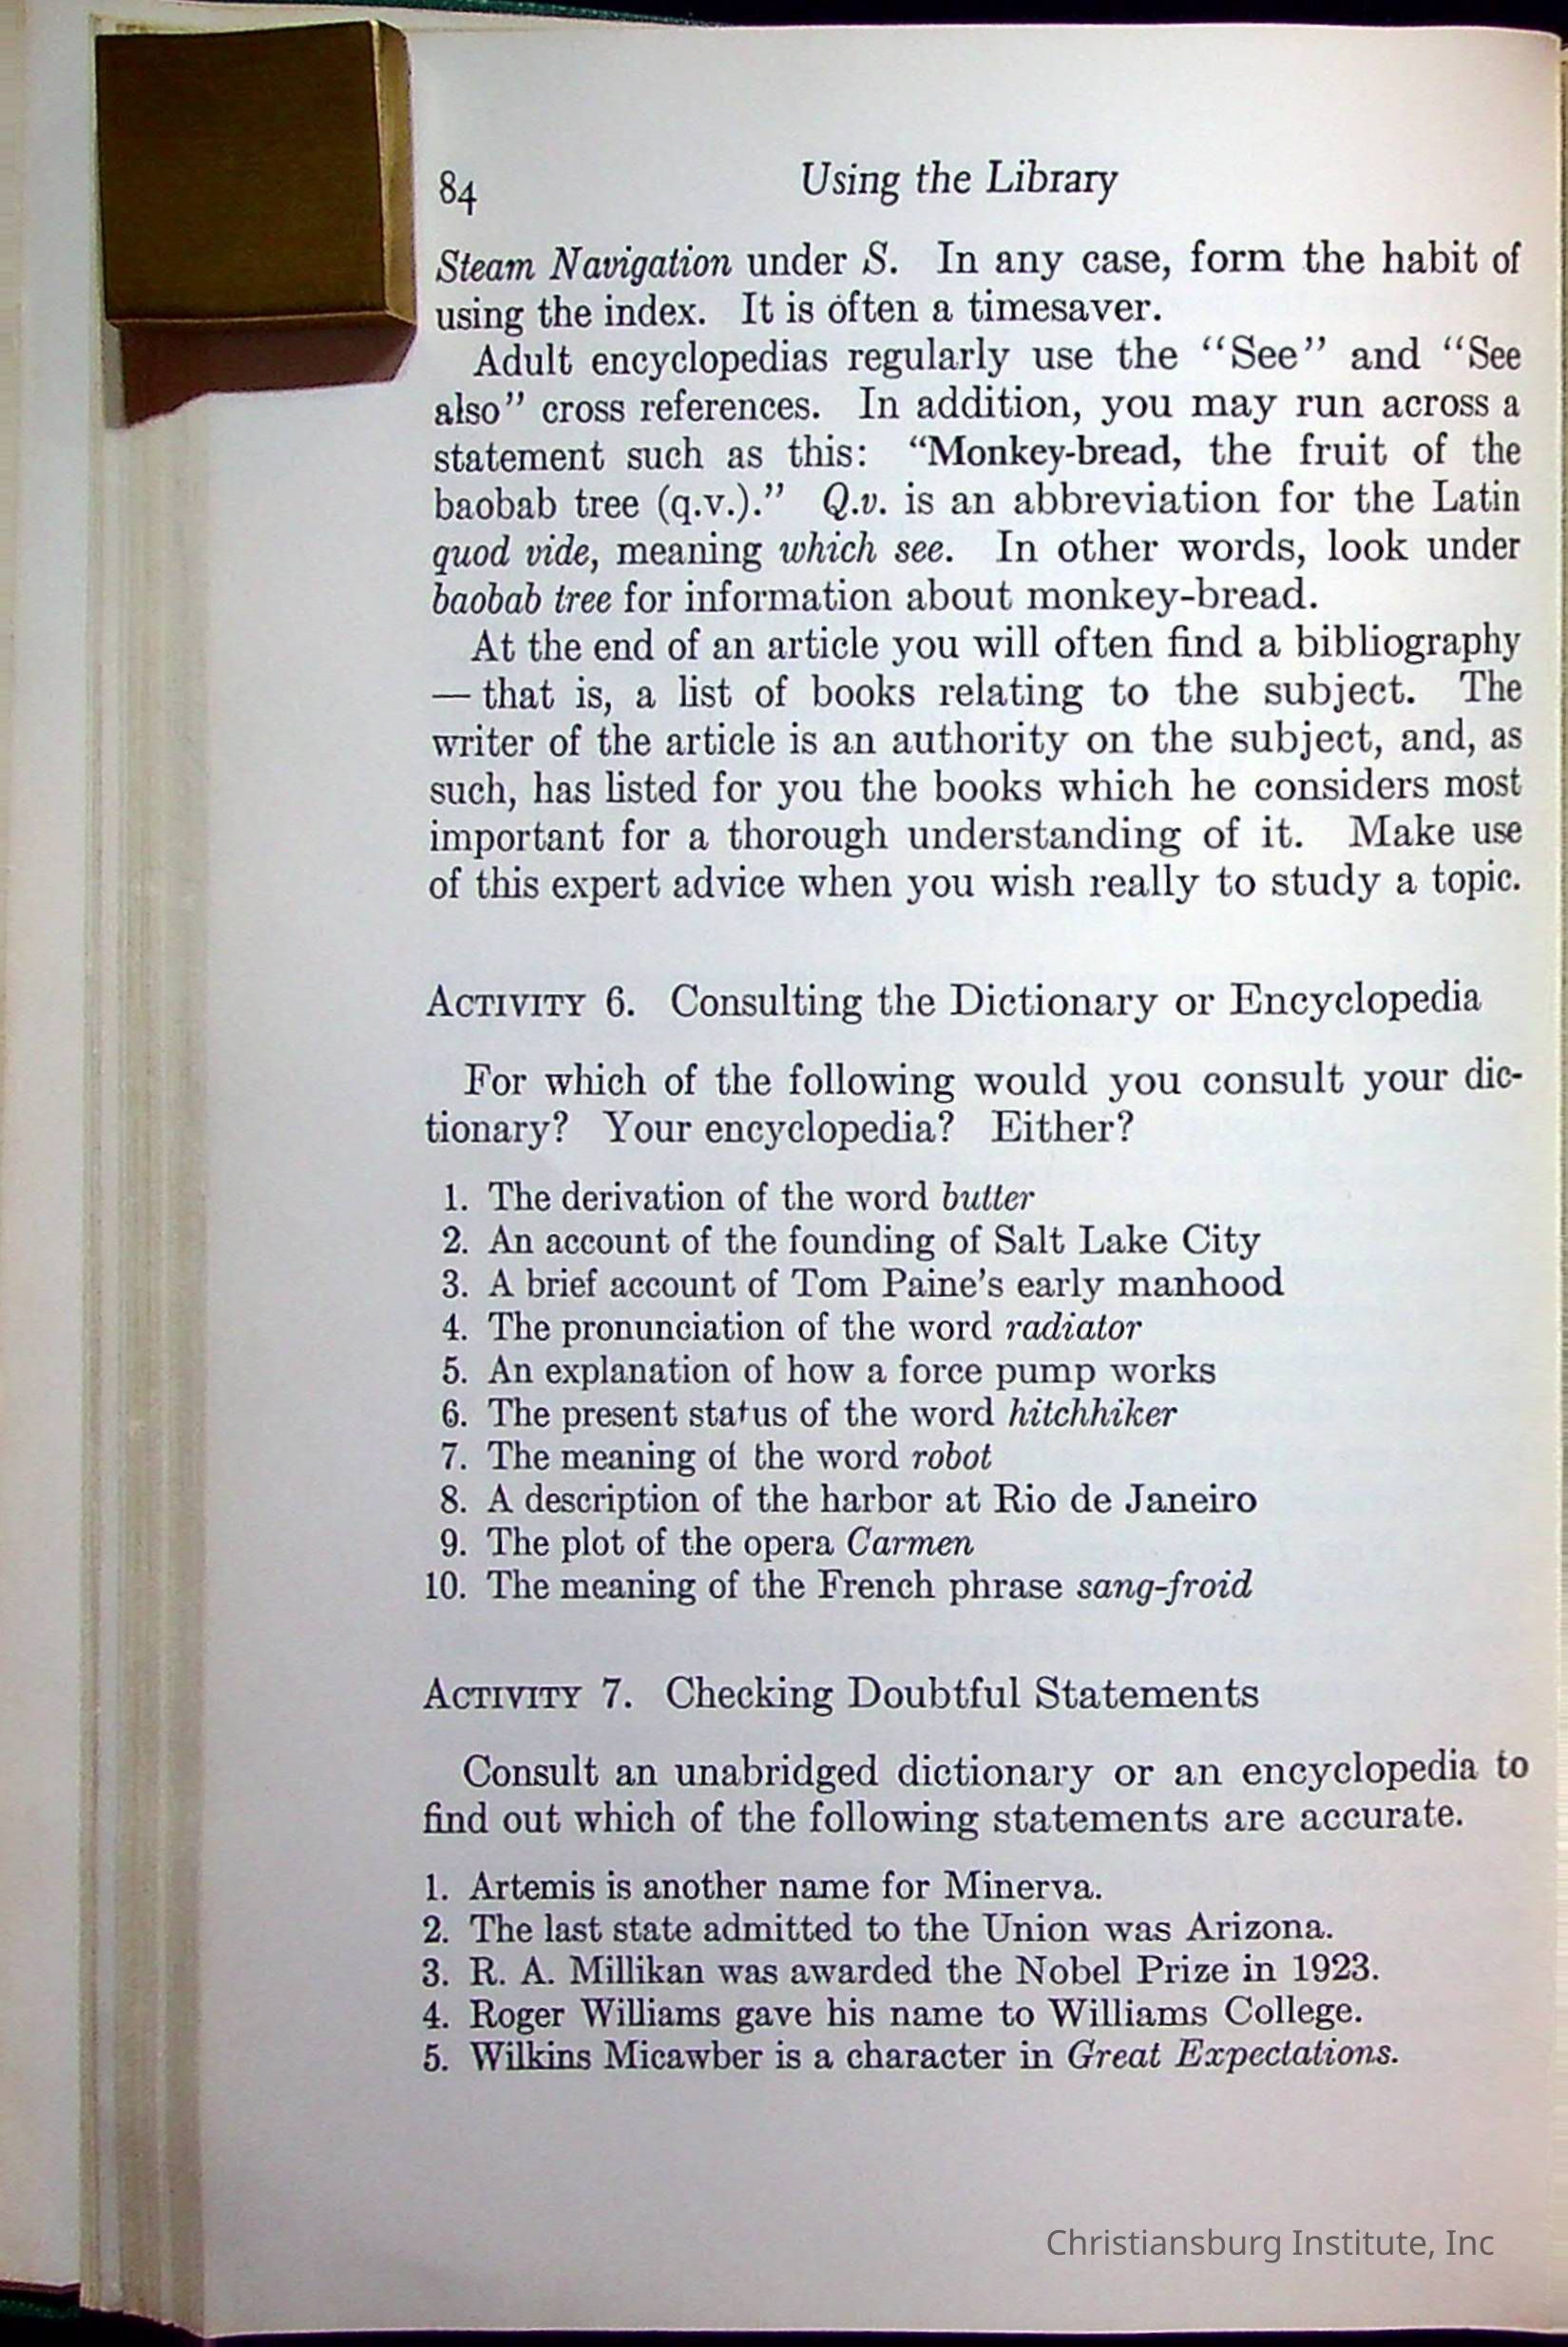 84
Using the Library
Steam Navigation under S. In any case, form the habit of
using the index. It is often a timesaver.
Adult encyclopedias regularly use the “See” and “See
also” cross references. In addition, you may run across a
statement such as this: “Monkey-bread, the fruit of the
baobab tree (q.v.).” Q.v. is an abbreviation for the Latin
quod vide, meaning which see. In other words, look under
baobab tree for information about monkey-bread.
At the end of an article you will often find a bibliography
— that is, a list of books relating to the subject. The
writer of the article is an authority on the subject, and, as
such, has listed for you the books which he considers most
important for a thorough understanding of it. Make use
of this expert advice when you wish really to study a topic.
ACTIVITY 6. Consulting the Dictionary or Encyclopedia
For which of the following would you consult your dic-
tionary? Your encyclopedia? Either?
1. The derivation of the word butter
2. An account of the founding of Salt Lake City
3. A brief account of Tom Paine’s early manhood
4. The pronunciation of the word radiator
5. An explanation of how a force pump works
6. The present status of the word hitchhiker
7. The meaning of the word robot
8. A description of the harbor at Rio de Janeiro
9. The plot of the opera Carmen
10. The meaning of the French phrase sang-froid
ACTIVITY 7. Checking Doubtful Statements
Consult an unabridged dictionary or an encyclopedia to
find out which of the following statements are accurate.
1. Artemis is another name for Minerva.
2. The last state admitted to the Union was Arizona.
3. R. A. Millikan was awarded the Nobel Prize in 1923.
4. Roger Williams gave his name to Williams College.
5. Wilkins Micawber is a character in Great Expectations.
Christiansburg Institute, Inc